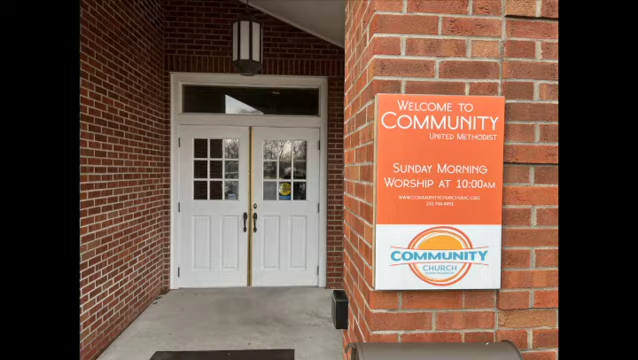 WELCOME TO
COMMUNITY
UNITED METHODIST
SUNDAY MORNING
WORSHIP AT 10:00AM
COMMUNITY
CHURCH